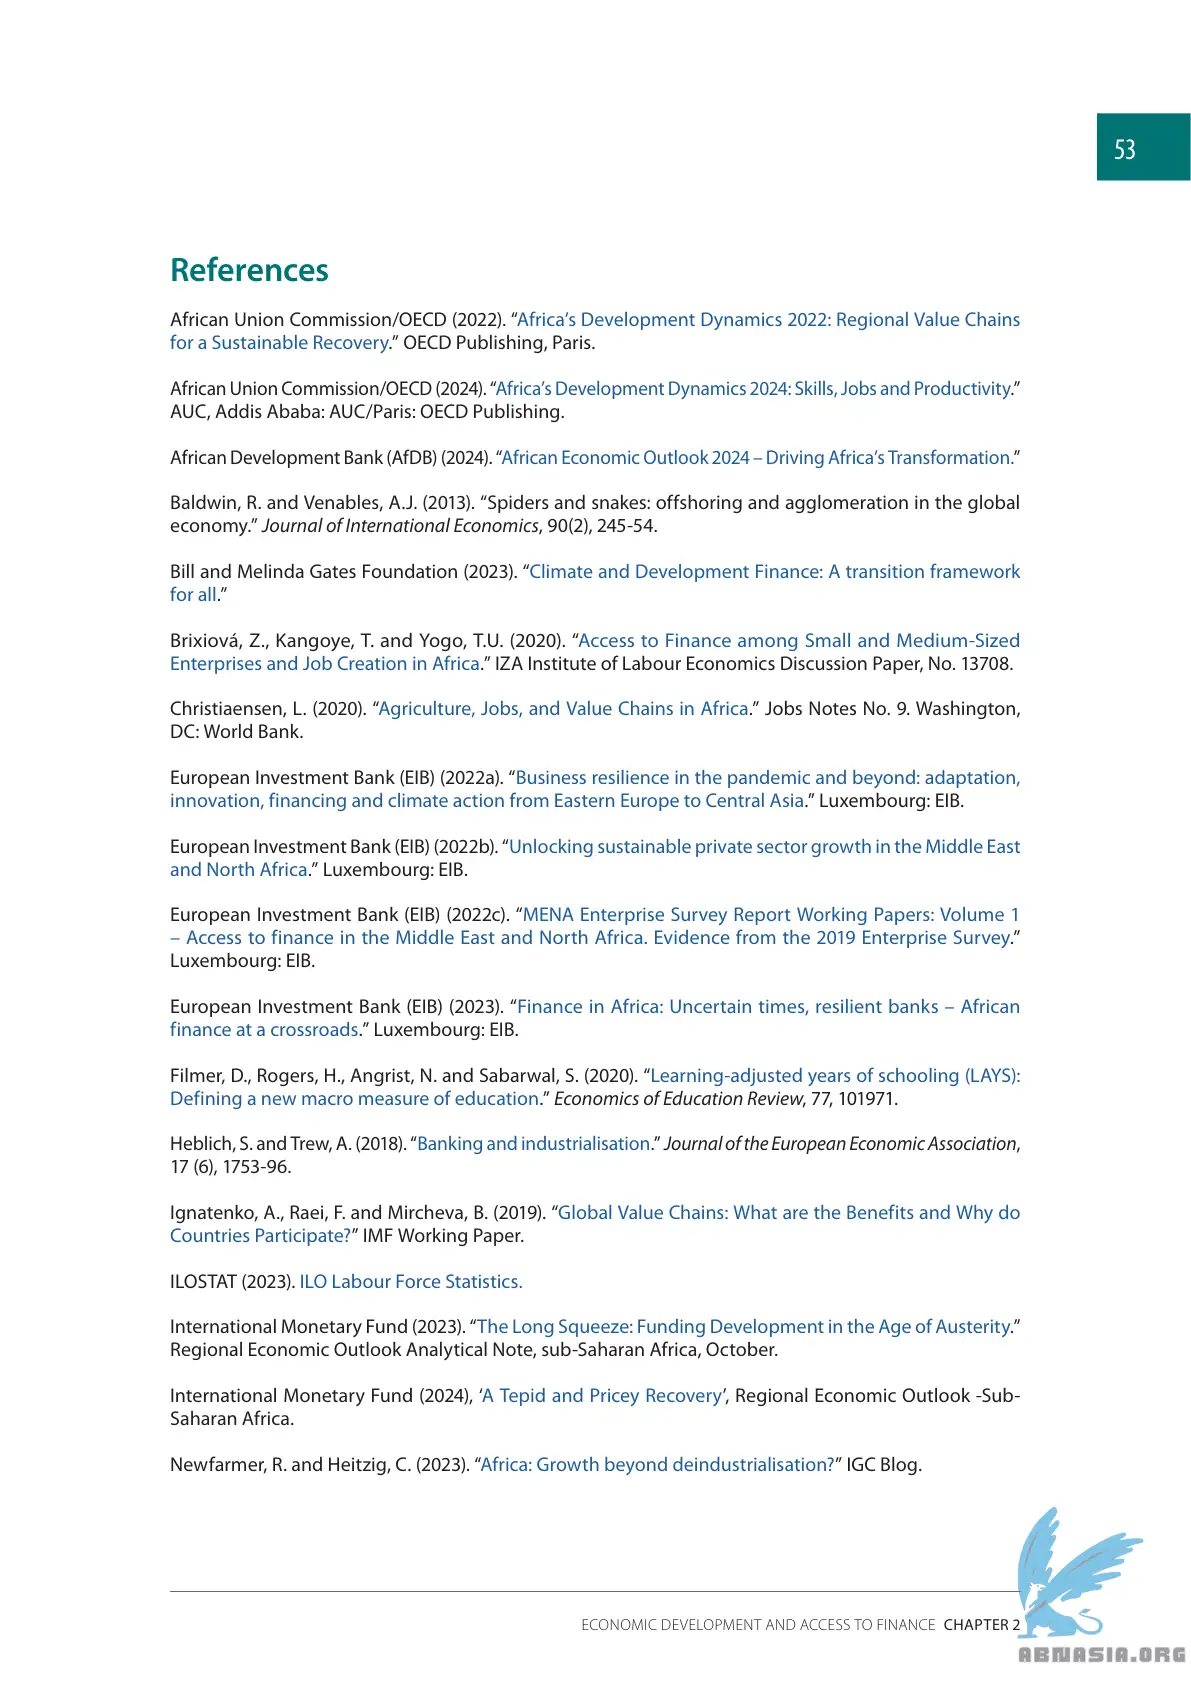 53
References
African Union Commission/OECD (2022). “Africa’s Development Dynamics 2022: Regional Value Chains
for a Sustainable Recovery.” OECD Publishing, Paris.
African Union Commission/OECD (2024). “Africa’s Development Dynamics 2024: Skills, Jobs and Productivity.”
AUC, Addis Ababa: AUC/Paris: OECD Publishing.
African Development Bank (AfDB) (2024). “African Economic Outlook 2024 – Driving Africa’s Transformation.”
Baldwin, R. and Venables, A.J. (2013). “Spiders and snakes: offshoring and agglomeration in the global
economy.” Journal of International Economics, 90(2), 245-54.
Bill and Melinda Gates Foundation (2023). “Climate and Development Finance: A transition framework
for all.”
Brixiová, Z., Kangoye, T. and Yogo, T.U. (2020). “Access to Finance among Small and Medium-Sized
Enterprises and Job Creation in Africa.” IZA Institute of Labour Economics Discussion Paper, No. 13708.
Christiaensen, L. (2020). “Agriculture, Jobs, and Value Chains in Africa.” Jobs Notes No. 9. Washington,
DC: World Bank.
European Investment Bank (EIB) (2022a). “Business resilience in the pandemic and beyond: adaptation,
innovation, financing and climate action from Eastern Europe to Central Asia.” Luxembourg: EIB.
European Investment Bank (EIB) (2022b). “Unlocking sustainable private sector growth in the Middle East
and North Africa.” Luxembourg: EIB.
European Investment Bank (EIB) (2022c). “MENA Enterprise Survey Report Working Papers: Volume 1
– Access to finance in the Middle East and North Africa. Evidence from the 2019 Enterprise Survey.”
Luxembourg: EIB.
European Investment Bank (EIB) (2023). “Finance in Africa: Uncertain times, resilient banks – African
finance at a crossroads.” Luxembourg: EIB.
Filmer, D., Rogers, H., Angrist, N. and Sabarwal, S. (2020). “Learning-adjusted years of schooling (LAYS):
Defining a new macro measure of education.” Economics of Education Review, 77, 101971.
Heblich, S. and Trew, A. (2018). “Banking and industrialisation.” Journal of the European Economic Association,
17 (6), 1753-96.
Ignatenko, A., Raei, F. and Mircheva, B. (2019). “Global Value Chains: What are the Benefits and Why do
Countries Participate?” IMF Working Paper.
ILOSTAT (2023). ILO Labour Force Statistics.
International Monetary Fund (2023). “The Long Squeeze: Funding Development in the Age of Austerity.”
Regional Economic Outlook Analytical Note, sub-Saharan Africa, October.
International Monetary Fund (2024), ‘A Tepid and Pricey Recovery’, Regional Economic Outlook -Sub-
Saharan Africa.
Newfarmer, R. and Heitzig, C. (2023). “Africa: Growth beyond deindustrialisation?” IGC Blog.
ECONOMIC DEVELOPMENT AND ACCESS TO FINANCE CHAPTER 2
ABNASIA.ORG